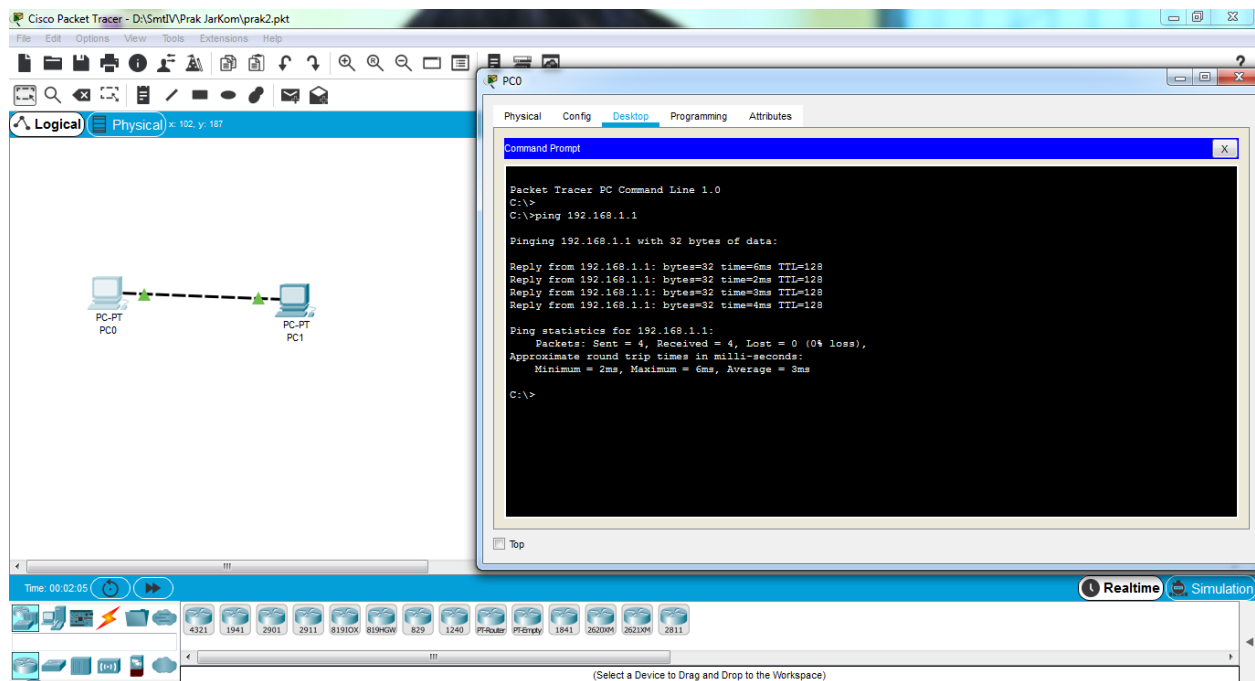 Cisco Packet Tracer - D:\SmtIV\Prak JarKom\prak2.pkt
File Edit Options View Tools Extensions Help
?
Logical Physical x: 102, y: 187
PC-PT
PC0
PC-PT
PC1
PC0
Physical Config Desktop Programming Attributes
Command Prompt X
Packet Tracer PC Command Line 1.0
C:\>
C:\>ping 192.168.1.1
Pinging 192.168.1.1 with 32 bytes of data:
Reply from 192.168.1.1: bytes=32 time=6ms TTL=128
Reply from 192.168.1.1: bytes=32 time=2ms TTL=128
Reply from 192.168.1.1: bytes=32 time=3ms TTL=128
Reply from 192.168.1.1: bytes=32 time=4ms TTL=128
Ping statistics for 192.168.1.1:
Packets: Sent = 4, Received = 4, Lost = 0 (0% loss),
Approximate round trip times in milli-seconds:
Minimum = 2ms, Maximum = 6ms, Average = 3ms
C:\>
Top
Time: 00:02:05 Realtime Simulation
4321 1941 2901 2911 819IOX 819HGW 829 1240 PT-Router PT-Empty 1841 2620XM 2621XM 2811
(Select a Device to Drag and Drop to the Workspace)